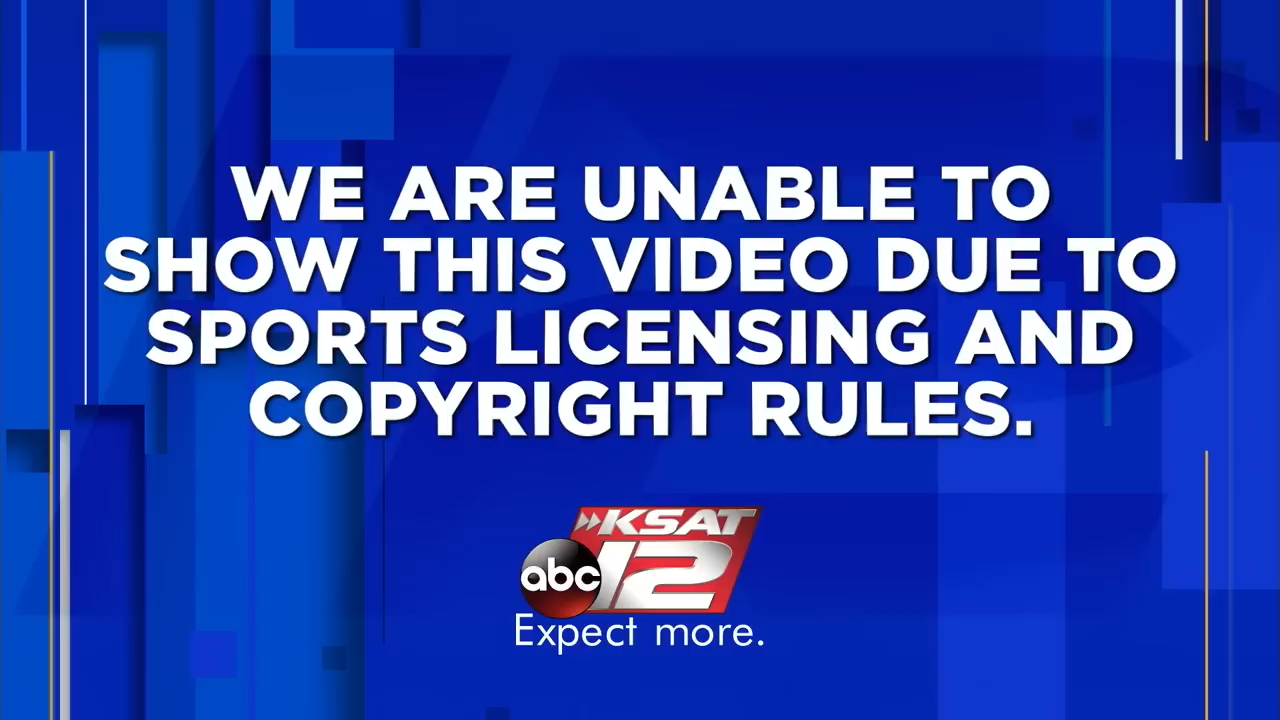 WE ARE UNABLE TO
SHOW THIS VIDEO DUE TO
SPORTS LICENSING AND
COPYRIGHT RULES.
KSAT
abc 12
Expect more.